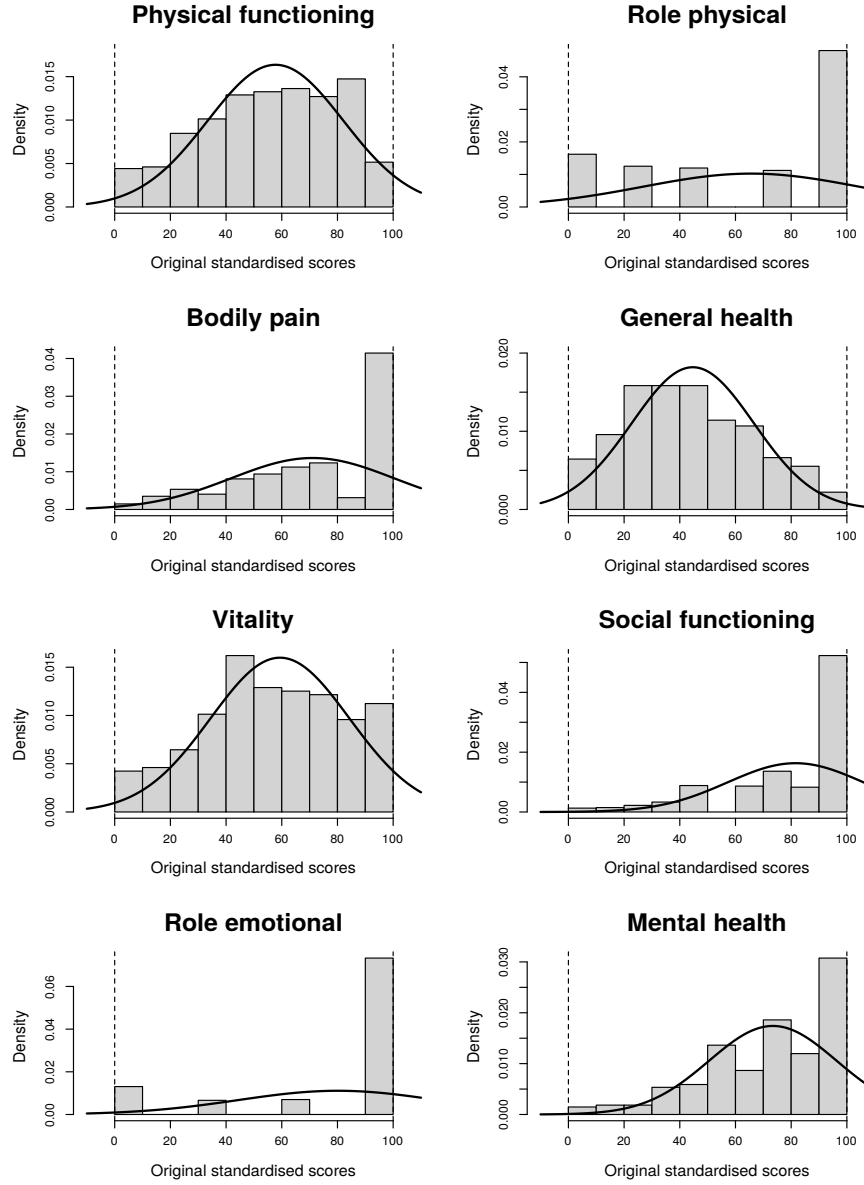 Physical functioning
Density
0.000 0.005 0.010 0.015
0 20 40 60 80 100
Original standardised scores
Role physical
Density
0.00 0.02 0.04
0 20 40 60 80 100
Original standardised scores
Bodily pain
Density
0.00 0.01 0.02 0.03 0.04
0 20 40 60 80 100
Original standardised scores
General health
Density
0.000 0.010 0.020
0 20 40 60 80 100
Original standardised scores
Vitality
Density
0.000 0.005 0.010 0.015
0 20 40 60 80 100
Original standardised scores
Social functioning
Density
0.00 0.02 0.04
0 20 40 60 80 100
Original standardised scores
Role emotional
Density
0.00 0.02 0.04 0.06
0 20 40 60 80 100
Original standardised scores
Mental health
Density
0.000 0.010 0.020 0.030
0 20 40 60 80 100
Original standardised scores